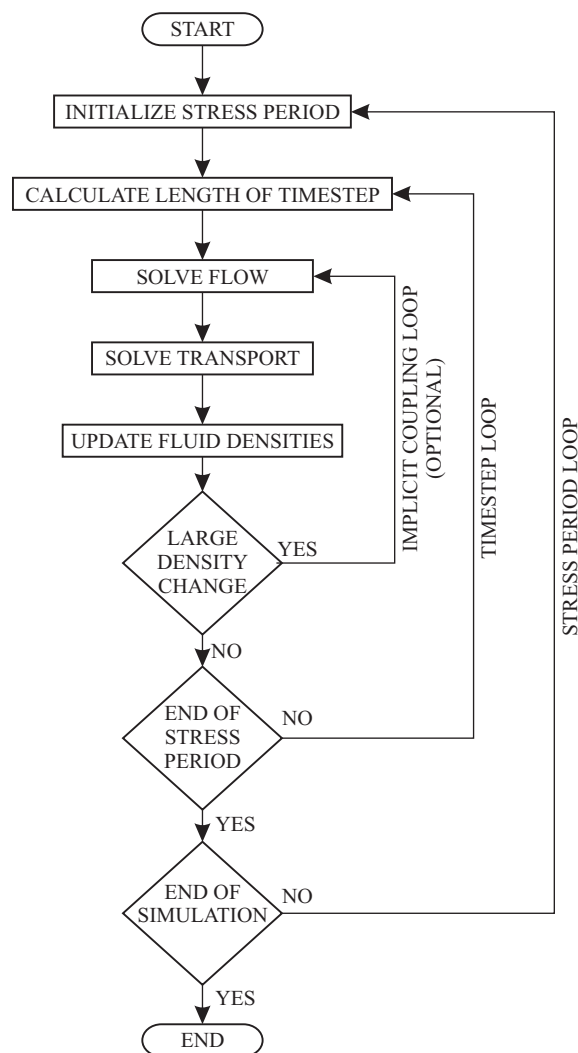 START
INITIALIZE STRESS PERIOD
CALCULATE LENGTH OF TIMESTEP
SOLVE FLOW
SOLVE TRANSPORT
UPDATE FLUID DENSITIES
LARGE
DENSITY
CHANGE
YES
NO
END OF
STRESS
PERIOD
NO
YES
END OF
SIMULATION
NO
YES
END
IMPLICIT COUPLING LOOP
(OPTIONAL)
TIMESTEP LOOP
STRESS PERIOD LOOP